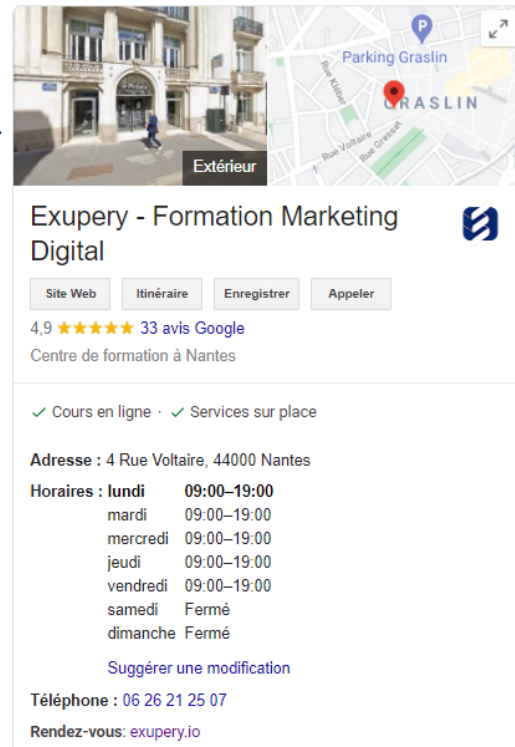 Parking Graslin
GRASLIN
Rue Kléber
Rue Voltaire
Rue Gresset
Extérieur
Exupery - Formation Marketing
Digital
Site Web Itinéraire Enregistrer Appeler
4,9 33 avis Google
Centre de formation à Nantes
Cours en ligne · Services sur place
Adresse : 4 Rue Voltaire, 44000 Nantes
Horaires : lundi 09:00–19:00
mardi 09:00–19:00
mercredi 09:00–19:00
jeudi 09:00–19:00
vendredi 09:00–19:00
samedi Fermé
dimanche Fermé
Suggérer une modification
Téléphone : 06 26 21 25 07
Rendez-vous: exupery.io